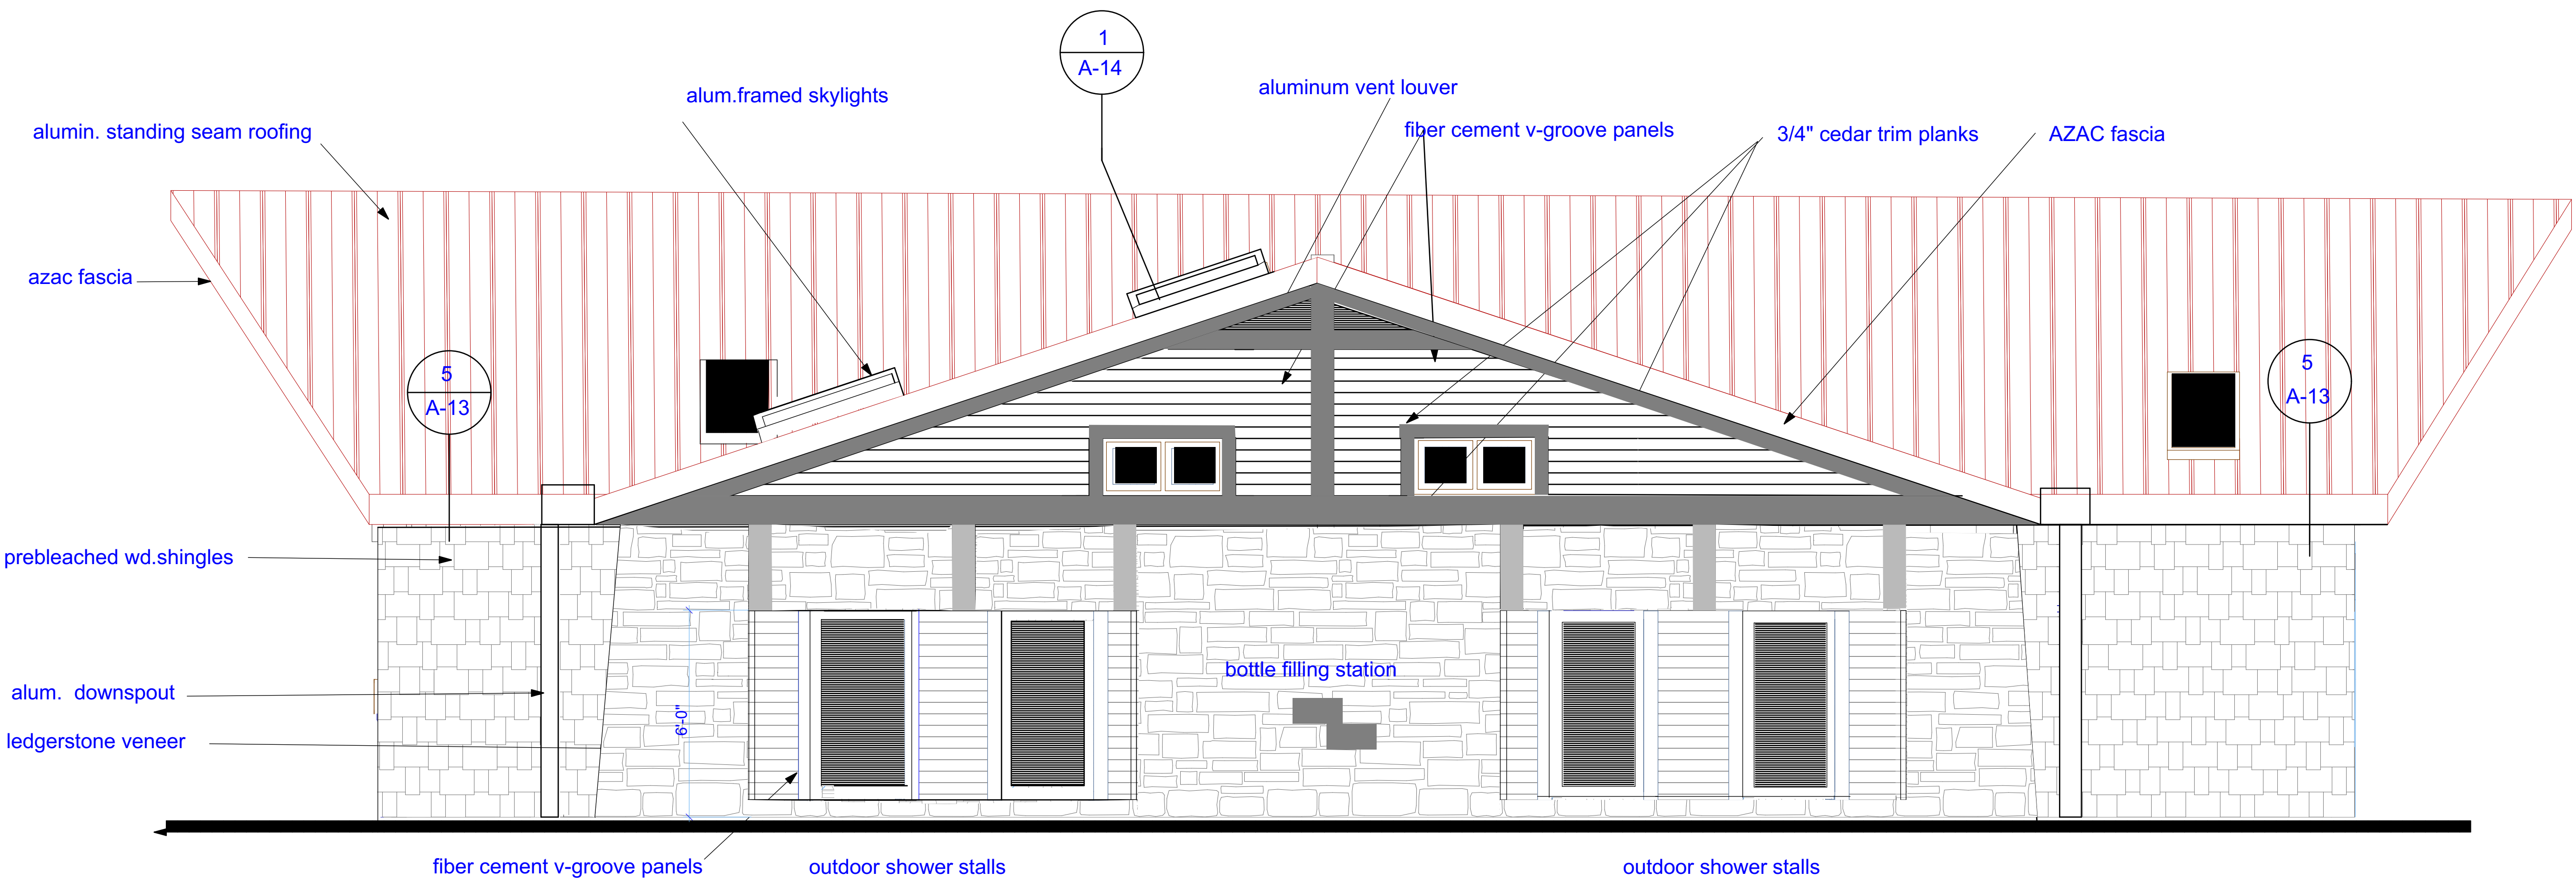 1
A-14
alum.framed skylights
aluminum vent louver
alumin. standing seam roofing
fiber cement v-groove panels
3/4" cedar trim planks
AZAC fascia
azac fascia
5
A-13
5
A-13
prebleached wd.shingles
bottle filling station
alum. downspout
6'-0"
ledgerstone veneer
fiber cement v-groove panels
outdoor shower stalls
outdoor shower stalls